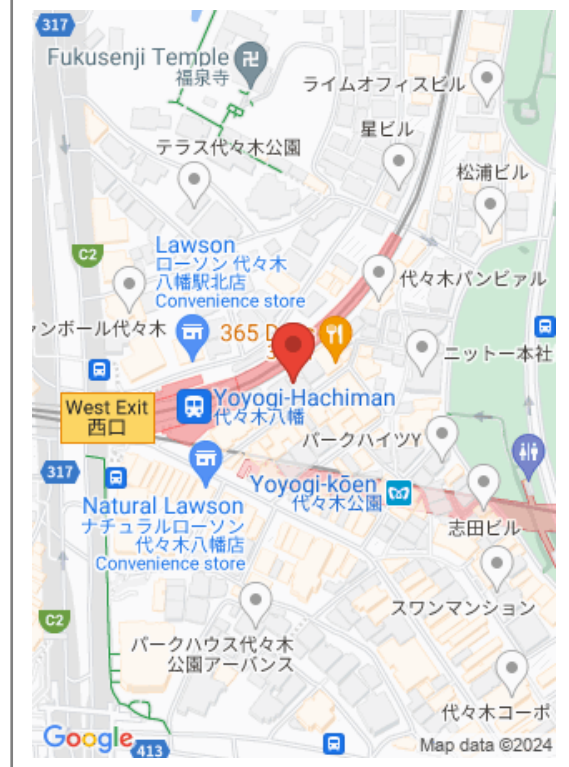 317
Fukusenji Temple
福泉寺
ライムオフィスビル
星ビル
テラス代々木公園
松浦ビル
C2
Lawson
ローソン 代々木
八幡駅北店
Convenience store
代々木パンビァル
ャンボール代々木
365 D
3
ニットー本社
West Exit
西口
Yoyogi-Hachiman
代々木八幡
パークハイツY
317
Yoyogi-kōen
代々木公園
Natural Lawson
ナチュラルローソン
代々木八幡店
Convenience store
志田ビル
スワンマンション
C2
パークハウス代々木
公園アーバンス
代々木コーポ
Google
413
Map data ©2024